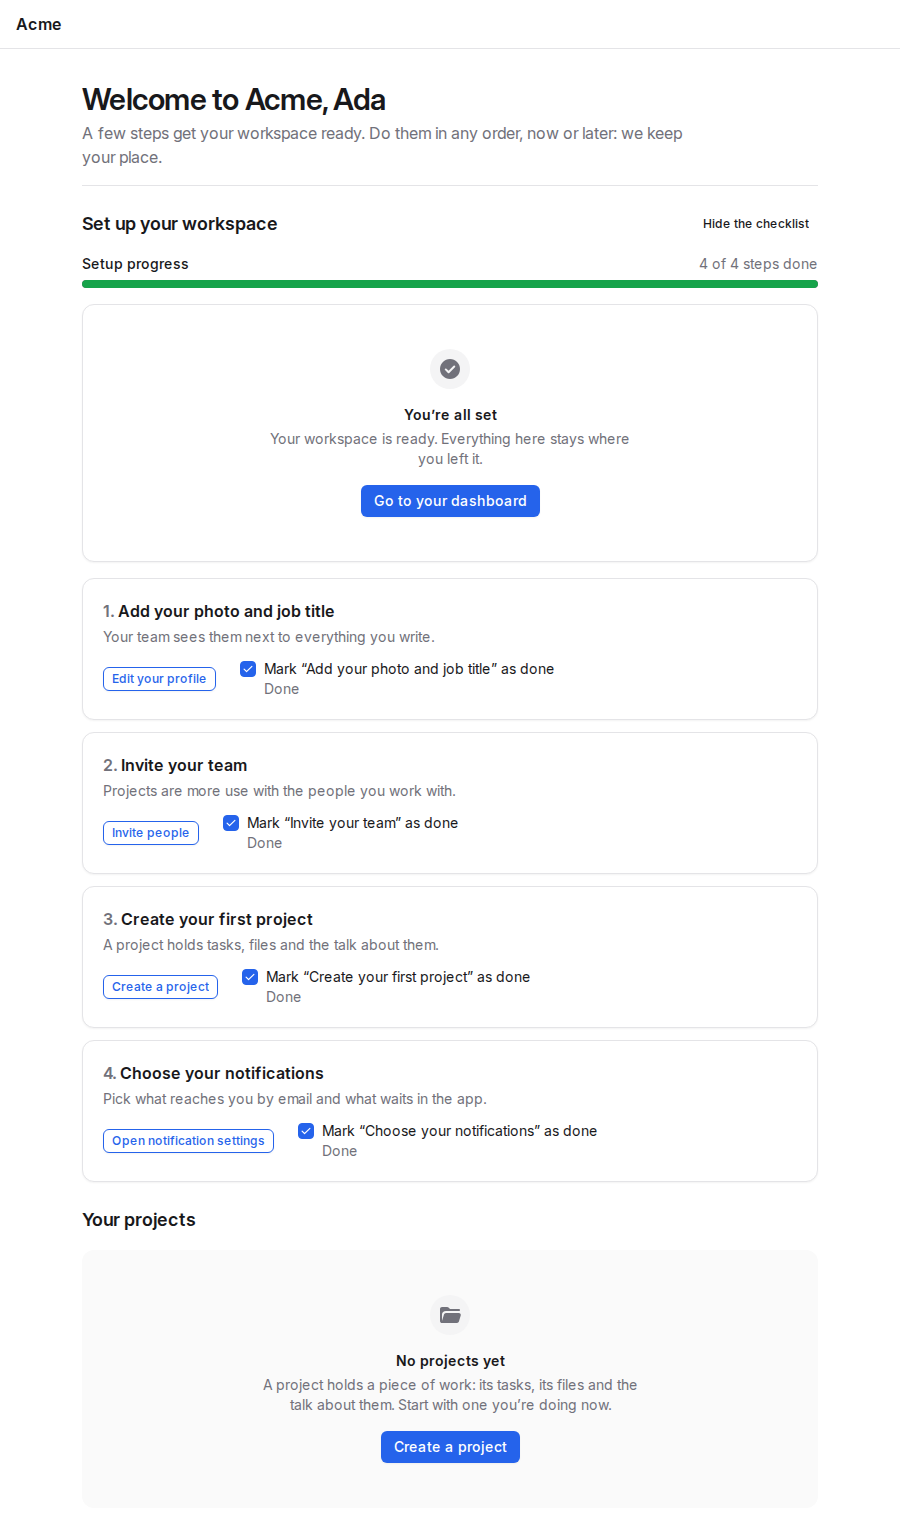 Acme
Welcome to Acme, Ada
A few steps get your workspace ready. Do them in any order, now or later: we keep
your place.
Set up your workspace
Hide the checklist
Setup progress
4 of 4 steps done
You’re all set
Your workspace is ready. Everything here stays where
you left it.
Go to your dashboard
1. Add your photo and job title
Your team sees them next to everything you write.
Edit your profile
Mark “Add your photo and job title” as done
Done
2. Invite your team
Projects are more use with the people you work with.
Invite people
Mark “Invite your team” as done
Done
3. Create your first project
A project holds tasks, files and the talk about them.
Create a project
Mark “Create your first project” as done
Done
4. Choose your notifications
Pick what reaches you by email and what waits in the app.
Open notification settings
Mark “Choose your notifications” as done
Done
Your projects
No projects yet
A project holds a piece of work: its tasks, its files and the
talk about them. Start with one you’re doing now.
Create a project